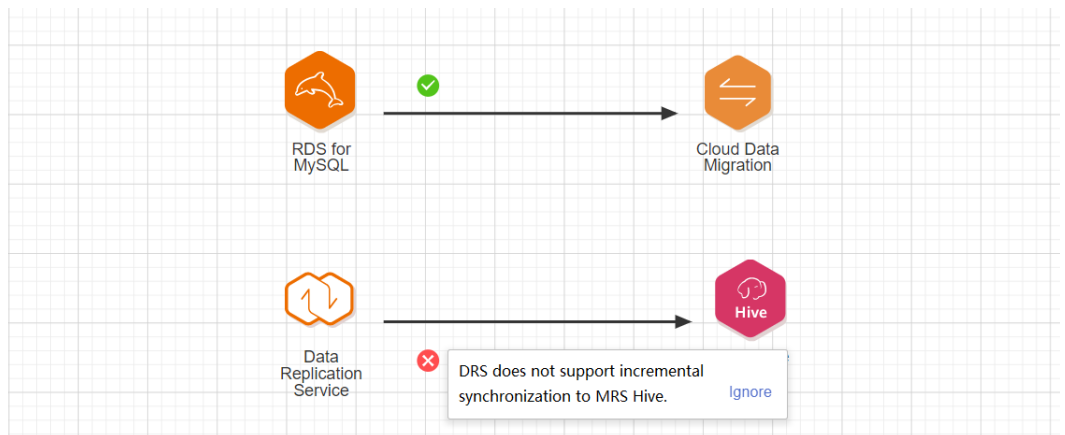 RDS for
MySQL
Cloud Data
Migration
Hive
Data
Replication
Service
DRS does not support incremental
synchronization to MRS Hive.
Ignore